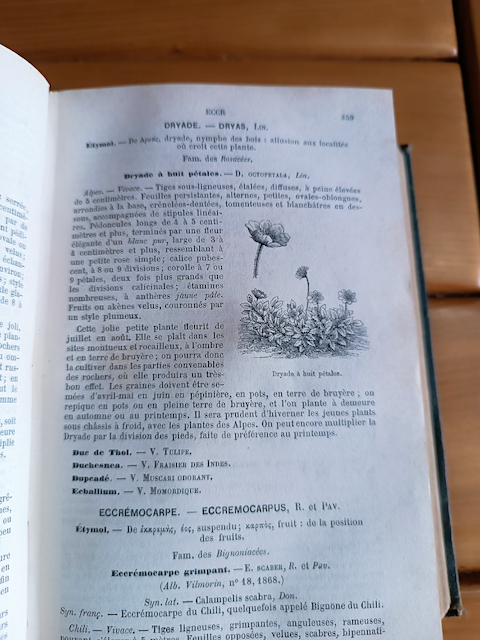 ECCR 359
DRYADE. — DRYAS, Lin.
Étymol. — De Δρυὰς, dryade, nymphe des bois : allusion aux localités
où croît cette plante.
Fam. des Rosacées.
Dryade à huit pétales. — D. OCTOPETALA, Lin.
Alpes. — Vivace. — Tiges sous-ligneuses, étalées, diffuses, à peine élevées
de 5 centimètres. Feuilles persistantes, alternes, petites, ovales-oblongues,
arrondies à la base, crénelées-dentées, tomenteuses et blanchâtres en des-
sous, accompagnées de stipules linéai-
res. Pédoncules longs de 4 à 5 centi-
mètres et plus, terminés par une fleur
élégante d'un blanc pur, large de 3 à
4 centimètres et plus, ressemblant à
une petite rose simple; calice pubes-
cent, à 8 ou 9 divisions; corolle à 7 ou
9 pétales, deux fois plus grands que
les divisions calicinales; étamines
nombreuses, à anthères jaune pâle.
Fruits ou akènes velus, couronnés par
un style plumeux.
Cette jolie petite plante fleurit de
juillet en août. Elle se plaît dans les
sites montueux et rocailleux, à l'ombre
et en terre de bruyère; on pourra donc
la cultiver dans les parties convenables
des rochers, où elle produira un très-
bon effet. Les graines doivent être se-
mées d'avril-mai en juin en pépinière, en pots, en terre de bruyère; on
repique en pots ou en pleine terre de bruyère, et l'on plante à demeure
en automne ou au printemps. Il sera prudent d'hiverner les jeunes plants
sous châssis à froid, avec les plantes des Alpes. On peut encore multiplier la
Dryade par la division des pieds, faite de préférence au printemps.
Dryade à huit pétales.
Duc de Thol. — V. TULIPE.
Duchesnea. — V. FRAISIER DES INDES.
Dupcadé. — V. MUSCARI ODORANT.
Ecballium. — V. MOMORDIQUE.
ECCRÉMOCARPE. — ECCREMOCARPUS, R. et PAV.
Étymol. — De ἐκκρεμὴς, ἐος, suspendu; καρπὸς, fruit : de la position
des fruits.
Fam. des Bignoniacées.
Eccrémocarpe grimpant. — E. SCABER, R. et Pav.
(Alb. Vilmorin, n° 18, 1868.)
Syn. lat. — Calampelis scabra, Don.
Syn. franç. — Eccrémocarpe du Chili, quelquefois appelé Bignone du Chili.
Chili. — Vivace. — Tiges ligneuses, grimpantes, anguleuses, rameuses,
5 mètres. Feuilles opposées, velues, scabres, bipennati-